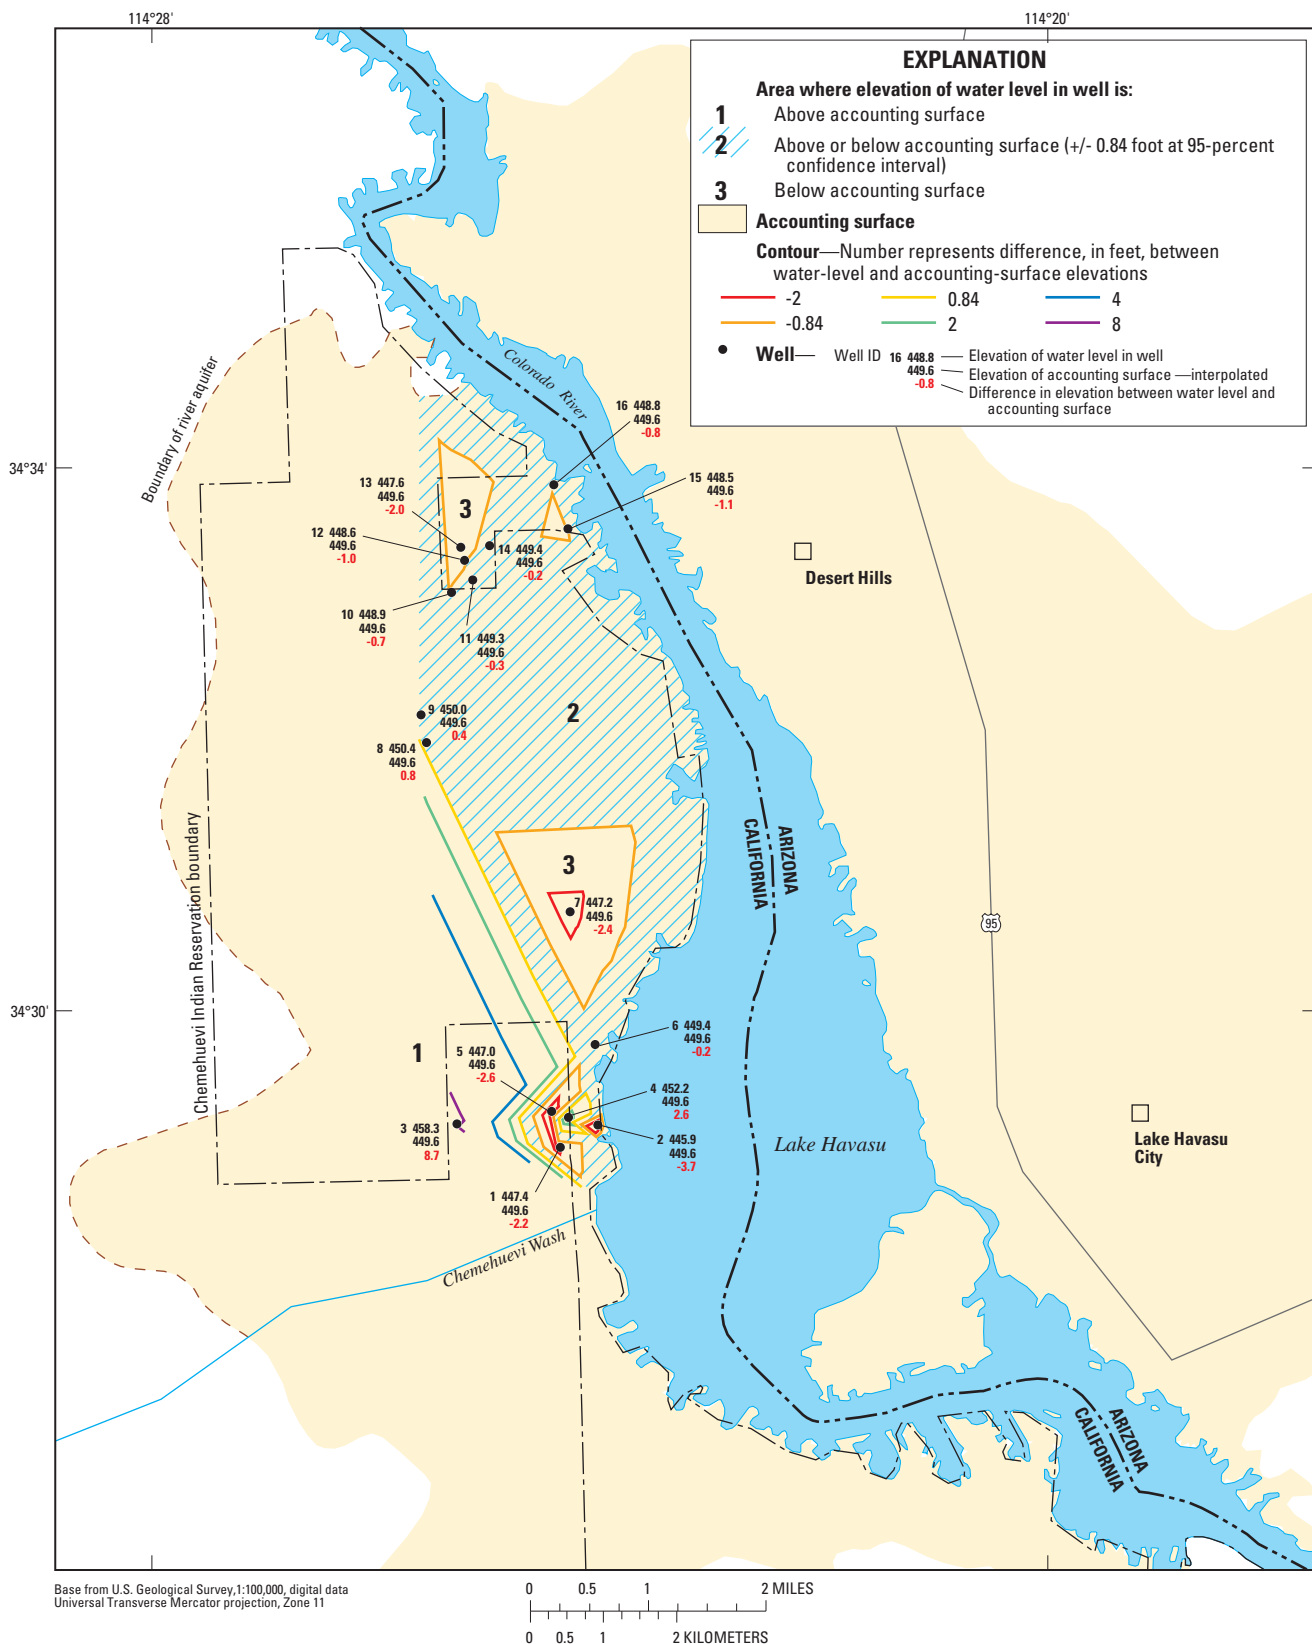 114°28'
114°20'
EXPLANATION
Area where elevation of water level in well is:
1 Above accounting surface
2 Above or below accounting surface (+/- 0.84 foot at 95-percent
confidence interval)
3 Below accounting surface
Accounting surface
Contour—Number represents difference, in feet, between
water-level and accounting-surface elevations
-2 0.84 4
-0.84 2 8
Well— Well ID 16 448.8 Elevation of water level in well
449.6 Elevation of accounting surface —interpolated
-0.8 Difference in elevation between water level and
accounting surface
Colorado River
Boundary of river aquifer
16 448.8
449.6
-0.8
34°34'
15 448.5
449.6
-1.1
13 447.6
449.6
-2.0
3
12 448.6
449.6
-1.0
14 449.4
449.6
-0.2
Desert Hills
10 448.9
449.6
-0.7
11 449.3
449.6
-0.3
9 450.0
449.6
0.4
2
8 450.4
449.6
0.8
ARIZONA
CALIFORNIA
Chemehuevi Indian Reservation boundary
3
7 447.2
449.6
-2.4
95
34°30'
1
6 449.4
449.6
-0.2
5 447.0
449.6
-2.6
4 452.2
449.6
2.6
3 458.3
449.6
8.7
2 445.9
449.6
-3.7
Lake Havasu
Lake Havasu
City
1 447.4
449.6
-2.2
Chemehuevi Wash
ARIZONA
CALIFORNIA
Base from U.S. Geological Survey,1:100,000, digital data
Universal Transverse Mercator projection, Zone 11
0 0.5 1 2 MILES
0 0.5 1 2 KILOMETERS